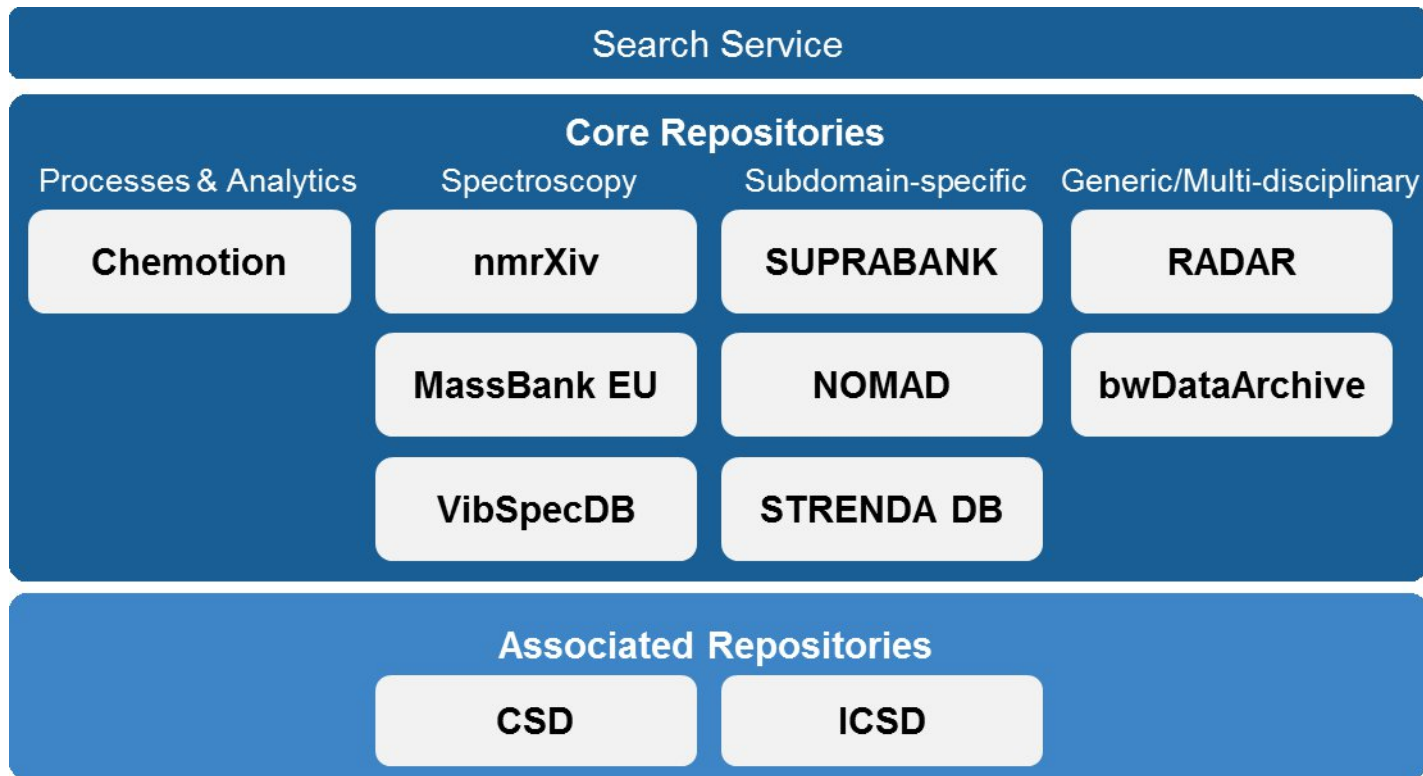 Search Service
Core Repositories
Processes & Analytics Spectroscopy Subdomain-specific Generic/Multi-disciplinary
Chemotion nmrXiv SUPRABANK RADAR
MassBank EU NOMAD bwDataArchive
VibSpecDB STRENDA DB
Associated Repositories
CSD ICSD